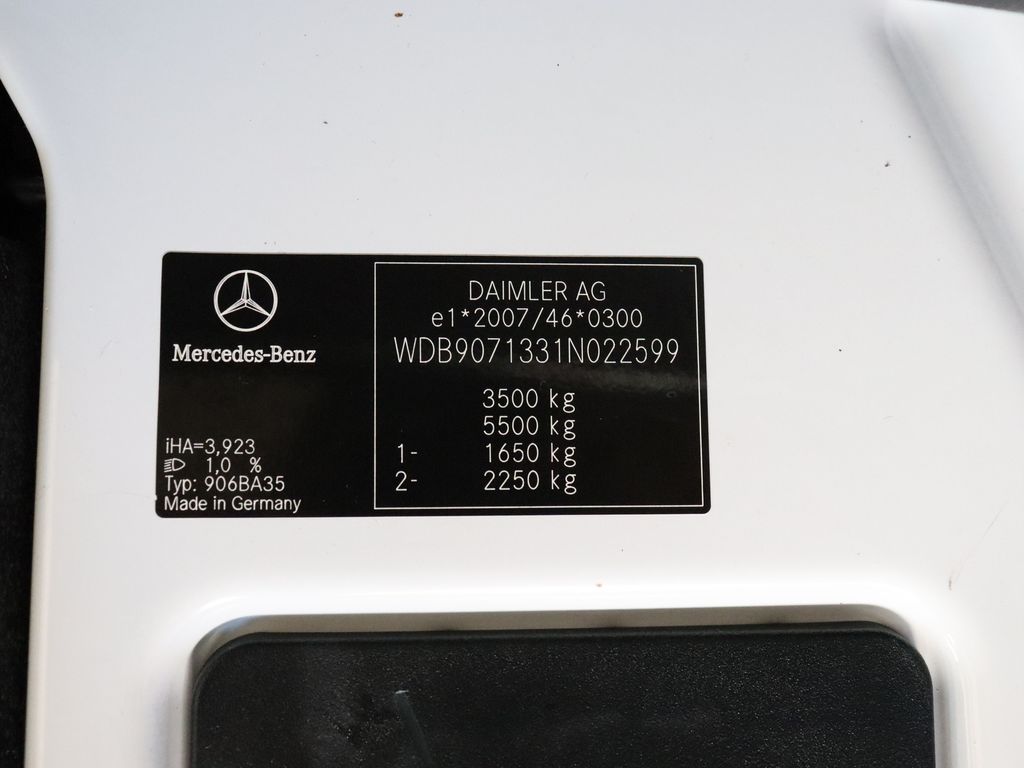 Mercedes-Benz
iHA=3,923
1,0 %
Typ: 906BA35
Made in Germany
DAIMLER AG
e1*2007/46*0300
WDB9071331N022599
3500 kg
5500 kg
1- 1650 kg
2- 2250 kg